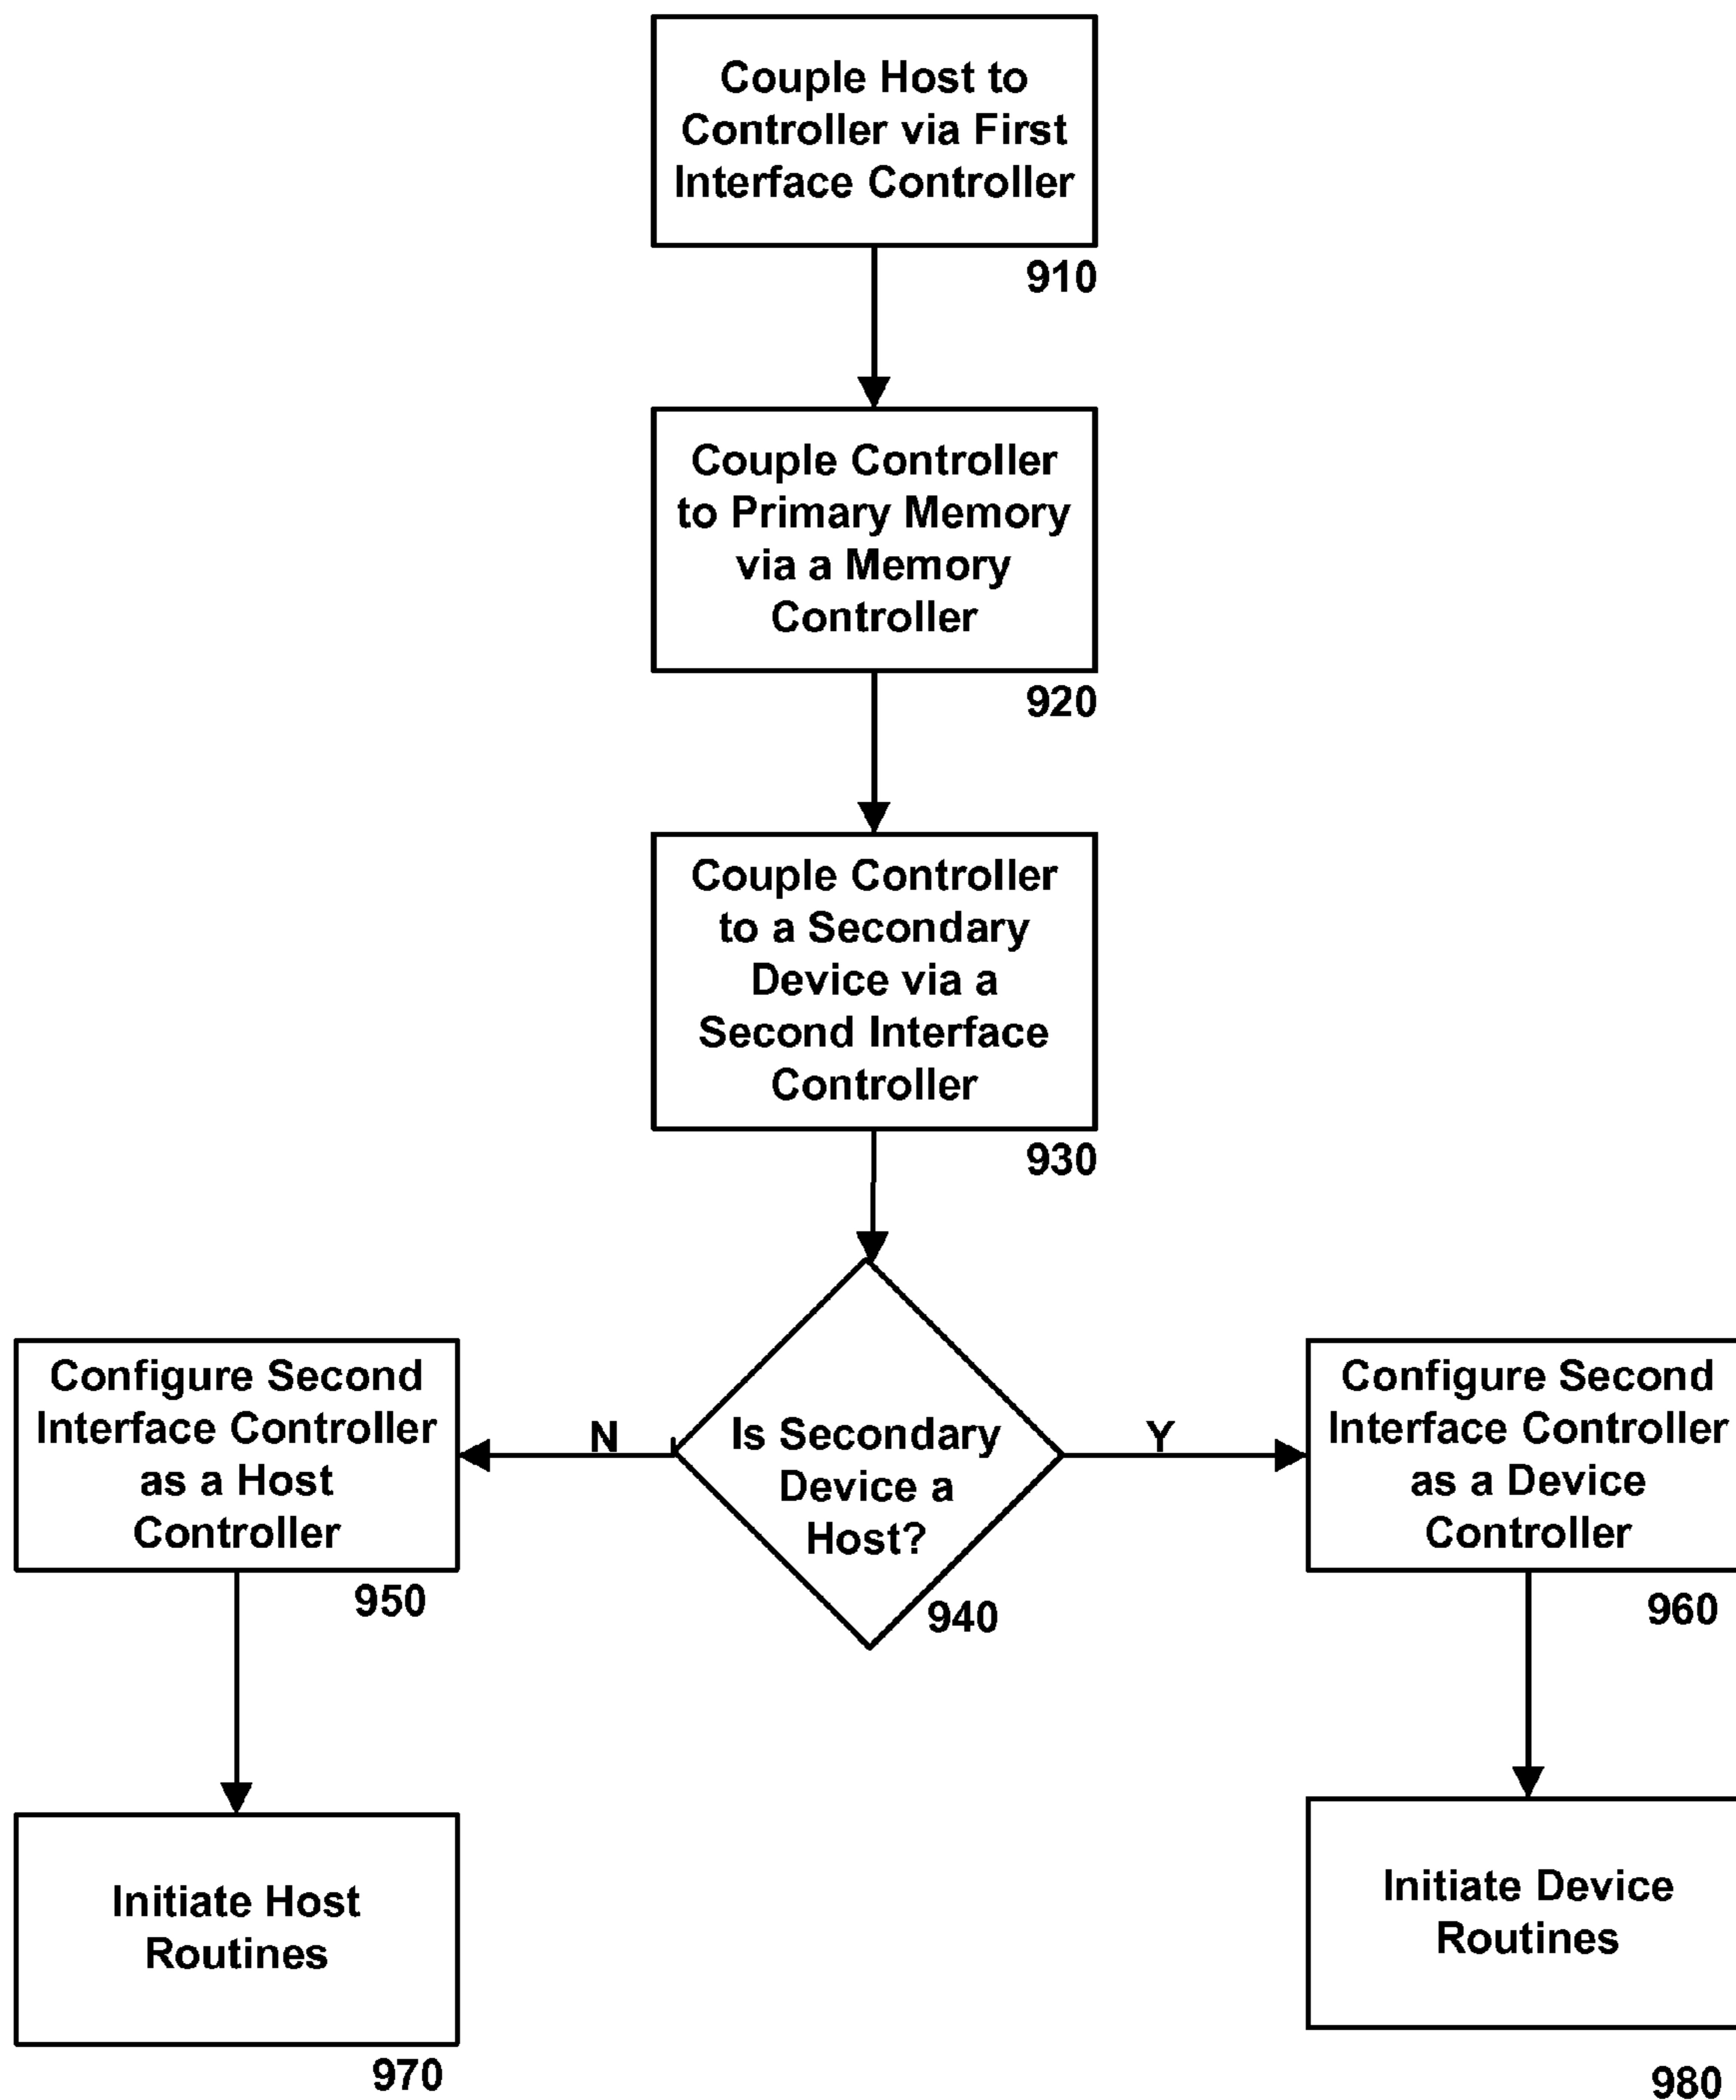 Couple Host to
Controller via First
Interface Controller
910
Couple Controller
to Primary Memory
via a Memory
Controller
920
Couple Controller
to a Secondary
Device via a
Second Interface
Controller
930
Is Secondary
Device a
Host?
940
N
Y
Configure Second
Interface Controller
as a Host
Controller
950
Configure Second
Interface Controller
as a Device
Controller
960
Initiate Host
Routines
970
Initiate Device
Routines
980